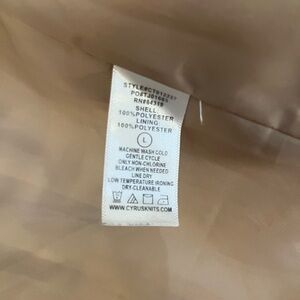 SHELL:
100%POLYESTER
LINING
100%POLYESTER
L
MACHINE WASH COLD
GENTLE CYCLE
ONLY NON-CHLORINE
BLEACH WHEN NEEDED
LINE DRY
LOW TEMPERATURE IRONING
DRY-CLEANABLE
WWW.CYRUSKNITS.COM